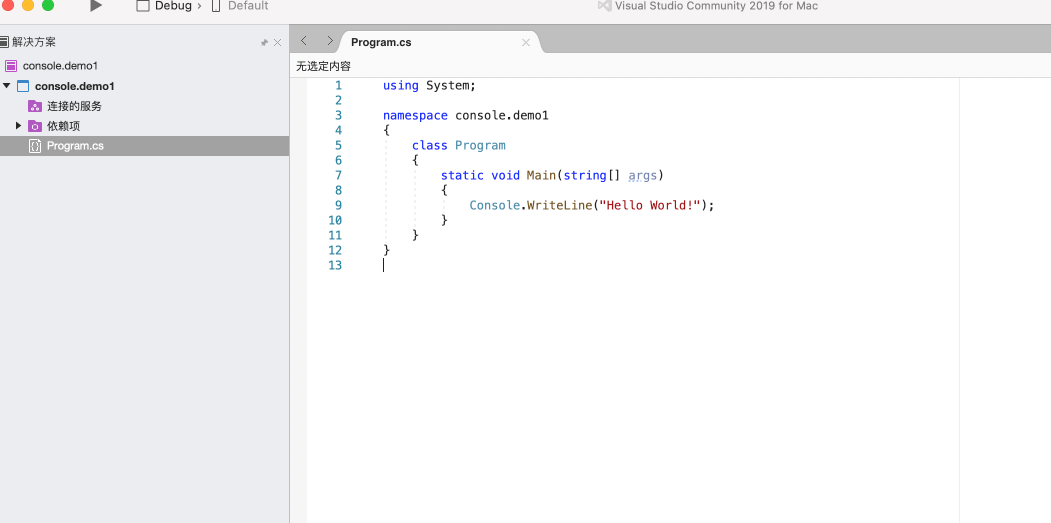 Debug › Default Visual Studio Community 2019 for Mac
解决方案
Program.cs
console.demo1
无选定内容
console.demo1
连接的服务
依赖项
Program.cs
1 using System;
2
3 namespace console.demo1
4 {
5 class Program
6 {
7 static void Main(string[] args)
8 {
9 Console.WriteLine("Hello World!");
10 }
11 }
12 }
13